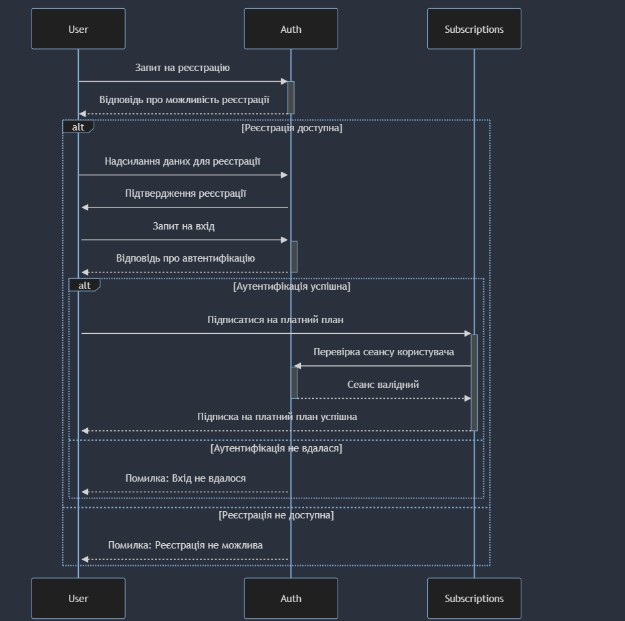 User Auth Subscriptions
Запит на реєстрацію
Відповідь про можливість реєстрації
alt [Реєстрація доступна]
Надсилання даних для реєстрації
Підтвердження реєстрації
Запит на вхід
Відповідь про автентифікацію
alt [Аутентифікація успішна]
Підписатися на платний план
Перевірка сеансу користувача
Сеанс валідний
Підписка на платний план успішна
[Аутентифікація не вдалася]
Помилка: Вхід не вдалося
[Реєстрація не доступна]
Помилка: Реєстрація не можлива
User Auth Subscriptions